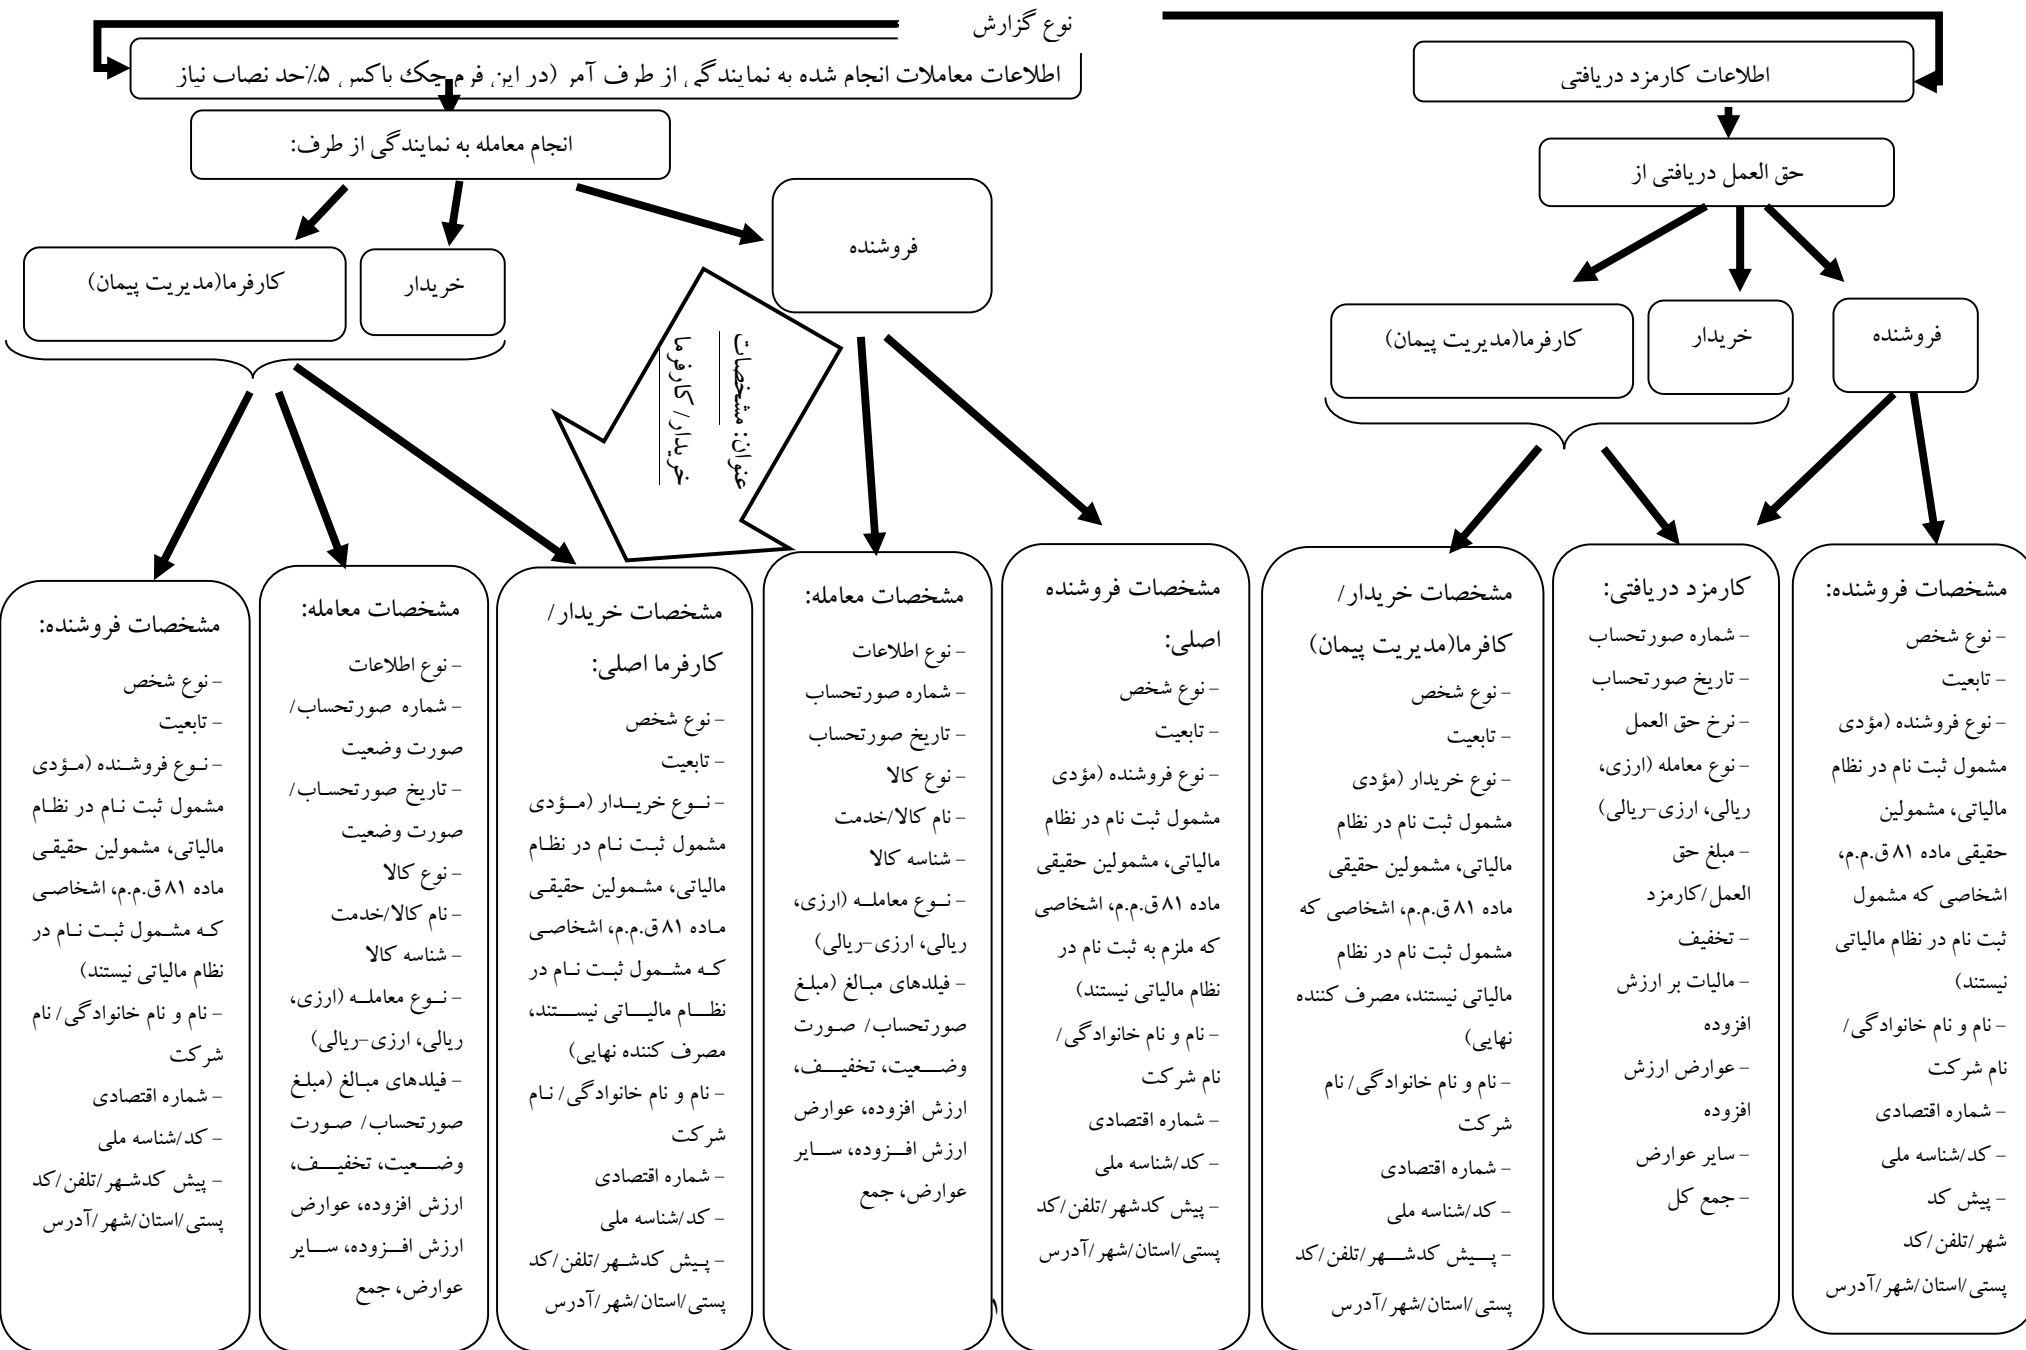 نوع گزارش
اطلاعات کارمزد دریافتی
اطلاعات معاملات انجام شده به نمایندگی از طرف آمر (در این فرم چک باکس ۵٪حد نصاب نیاز
حق العمل دریافتی از
انجام معامله به نمایندگی از طرف:
فروشنده
خریدار
کارفرما(مدیریت پیمان)
فروشنده
خریدار
کارفرما(مدیریت پیمان)
عنوان: مشخصات
خریدار/ کارفرما
مشخصات فروشنده:
- نوع شخص
- تابعیت
- نوع فروشنده (مؤدی
مشمول ثبت نام در نظام
مالیاتی، مشمولین
حقیقی ماده ۸۱ ق.م.م،
اشخاصی که مشمول
ثبت نام در نظام مالیاتی
نیستند)
- نام و نام خانوادگی/
نام شرکت
- شماره اقتصادی
- کد/شناسه ملی
- پیش کد
شهر/تلفن/کد
پستی/استان/شهر/آدرس
کارمزد دریافتی:
- شماره صورتحساب
- تاریخ صورتحساب
- نرخ حق العمل
- نوع معامله (ارزی،
ریالی، ارزی-ریالی)
- مبلغ حق
العمل/کارمزد
- تخفیف
- مالیات بر ارزش
افزوده
- عوارض ارزش
افزوده
- سایر عوارض
- جمع کل
مشخصات خریدار/
کافرما(مدیریت پیمان)
- نوع شخص
- تابعیت
- نوع خریدار (مؤدی
مشمول ثبت نام در نظام
مالیاتی، مشمولین حقیقی
ماده ۸۱ ق.م.م، اشخاصی که
مشمول ثبت نام در نظام
مالیاتی نیستند، مصرف کننده
نهایی)
- نام و نام خانوادگی/ نام
شرکت
- شماره اقتصادی
- کد/شناسه ملی
- پیش کدشهر/تلفن/کد
پستی/استان/شهر/آدرس
مشخصات فروشنده
اصلی:
- نوع شخص
- تابعیت
- نوع فروشنده (مؤدی
مشمول ثبت نام در نظام
مالیاتی، مشمولین حقیقی
ماده ۸۱ ق.م.م، اشخاصی
که ملزم به ثبت نام در
نظام مالیاتی نیستند)
- نام و نام خانوادگی/
نام شرکت
- شماره اقتصادی
- کد/شناسه ملی
- پیش کدشهر/تلفن/کد
پستی/استان/شهر/آدرس
مشخصات معامله:
- نوع اطلاعات
- شماره صورتحساب
- تاریخ صورتحساب
- نوع کالا
- نام کالا/خدمت
- شناسه کالا
- نوع معامله (ارزی،
ریالی، ارزی-ریالی)
- فیلدهای مبالغ (مبلغ
صورتحساب/ صورت
وضعیت، تخفیف،
ارزش افزوده، عوارض
ارزش افزوده، سایر
عوارض، جمع
مشخصات خریدار/
کارفرما اصلی:
- نوع شخص
- تابعیت
- نوع خریدار (مؤدی
مشمول ثبت نام در نظام
مالیاتی، مشمولین حقیقی
ماده ۸۱ ق.م.م، اشخاصی
که مشمول ثبت نام در
نظام مالیاتی نیستند،
مصرف کننده نهایی)
- نام و نام خانوادگی/ نام
شرکت
- شماره اقتصادی
- کد/شناسه ملی
- پیش کدشهر/تلفن/کد
پستی/استان/شهر/آدرس
مشخصات معامله:
- نوع اطلاعات
- شماره صورتحساب/
صورت وضعیت
- تاریخ صورتحساب/
صورت وضعیت
- نوع کالا
- نام کالا/خدمت
- شناسه کالا
- نوع معامله (ارزی،
ریالی، ارزی-ریالی)
- فیلدهای مبالغ (مبلغ
صورتحساب/ صورت
وضعیت، تخفیف،
ارزش افزوده، عوارض
ارزش افزوده، سایر
عوارض، جمع
مشخصات فروشنده:
- نوع شخص
- تابعیت
- نوع فروشنده (مؤدی
مشمول ثبت نام در نظام
مالیاتی، مشمولین حقیقی
ماده ۸۱ ق.م.م، اشخاصی
که مشمول ثبت نام در
نظام مالیاتی نیستند)
- نام و نام خانوادگی/ نام
شرکت
- شماره اقتصادی
- کد/شناسه ملی
- پیش کدشهر/تلفن/کد
پستی/استان/شهر/آدرس